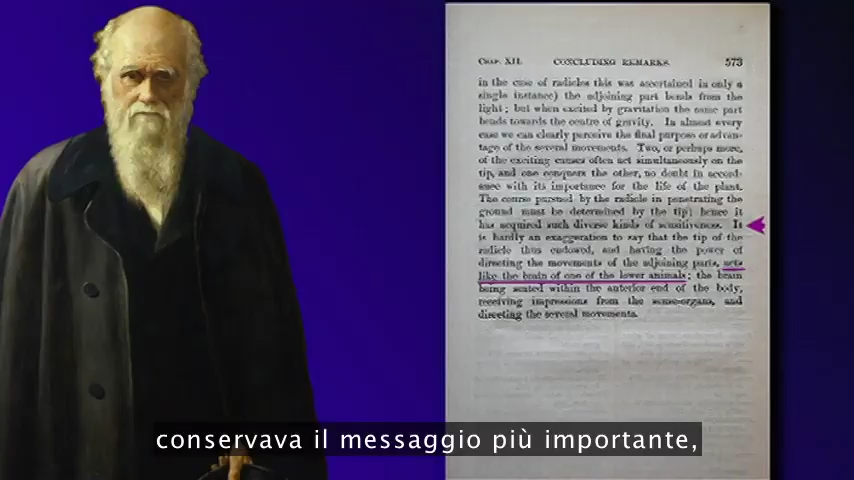 CHAP. XII. CONCLUDING REMARKS. 573
in the case of radicles this was ascertained in only a
single instance) the adjoining part bends from the
light; but when excited by gravitation the same part
bends towards the centre of gravity. In almost every
case we can clearly perceive the final purpose or advan-
tage of the several movements. Two, or perhaps more,
of the exciting causes often act simultaneously on the
tip, and one conquers the other, no doubt in accord-
ance with its importance for the life of the plant.
The course pursued by the radicle in penetrating the
ground must be determined by the tip; hence it
has acquired such diverse kinds of sensitiveness. It
is hardly an exaggeration to say that the tip of the
radicle thus endowed, and having the power of
directing the movements of the adjoining parts, acts
like the brain of one of the lower animals; the brain
being seated within the anterior end of the body,
receiving impressions from the sense-organs, and
directing the several movements.
conservava il messaggio più importante,